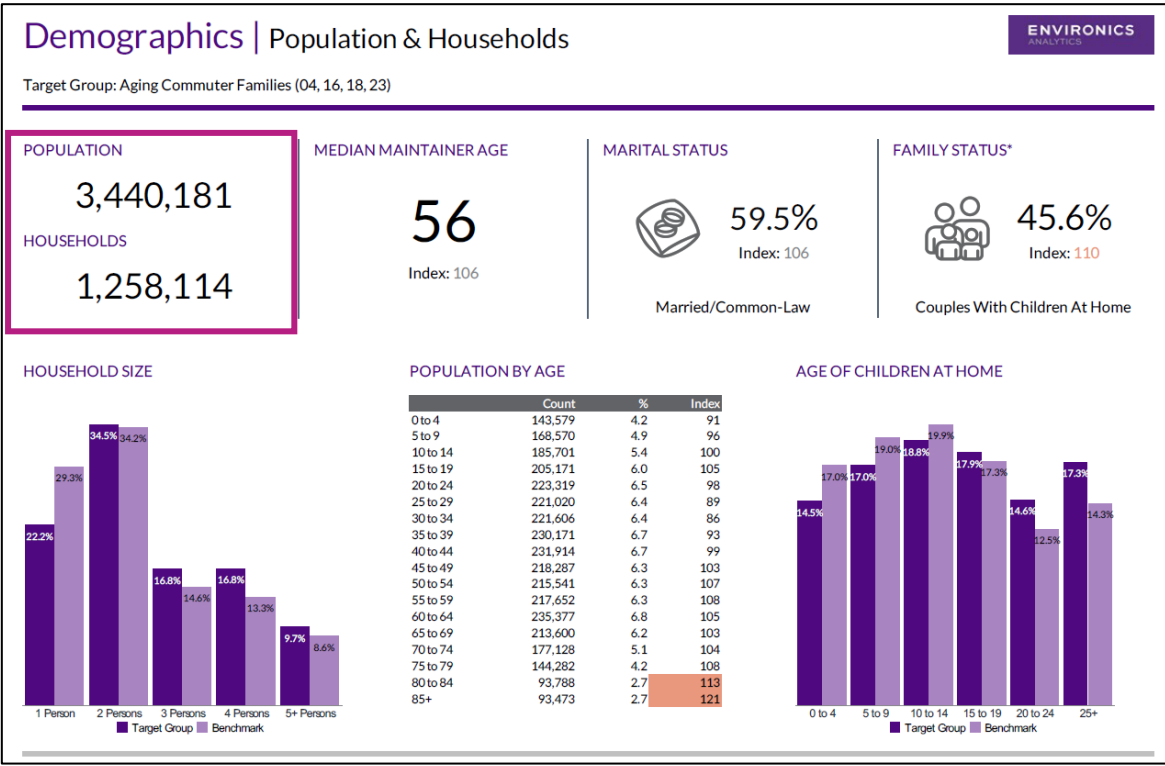 Demographics | Population & Households
ENVIRONICS
ANALYTICS
Target Group: Aging Commuter Families (04, 16, 18, 23)
POPULATION
3,440,181
HOUSEHOLDS
1,258,114
MEDIAN MAINTAINER AGE
56
Index: 106
MARITAL STATUS
59.5%
Index: 106
Married/Common-Law
FAMILY STATUS*
45.6%
Index: 110
Couples With Children At Home
HOUSEHOLD SIZE
22.2%
29.3%
34.5%
34.2%
16.8%
14.6%
16.8%
13.3%
9.7%
8.6%
1 Person 2 Persons 3 Persons 4 Persons 5+ Persons
Target Group Benchmark
POPULATION BY AGE
Count % Index
0 to 4 143,579 4.2 91
5 to 9 168,570 4.9 96
10 to 14 185,701 5.4 100
15 to 19 205,171 6.0 105
20 to 24 223,319 6.5 98
25 to 29 221,020 6.4 89
30 to 34 221,606 6.4 86
35 to 39 230,171 6.7 93
40 to 44 231,914 6.7 99
45 to 49 218,287 6.3 103
50 to 54 215,541 6.3 107
55 to 59 217,652 6.3 108
60 to 64 235,377 6.8 105
65 to 69 213,600 6.2 103
70 to 74 177,128 5.1 104
75 to 79 144,282 4.2 108
80 to 84 93,788 2.7 113
85+ 93,473 2.7 121
AGE OF CHILDREN AT HOME
14.5%
17.0%
17.0%
19.0%
18.8%
19.9%
17.9%
17.3%
14.6%
12.5%
17.3%
14.3%
0 to 4 5 to 9 10 to 14 15 to 19 20 to 24 25+
Target Group Benchmark